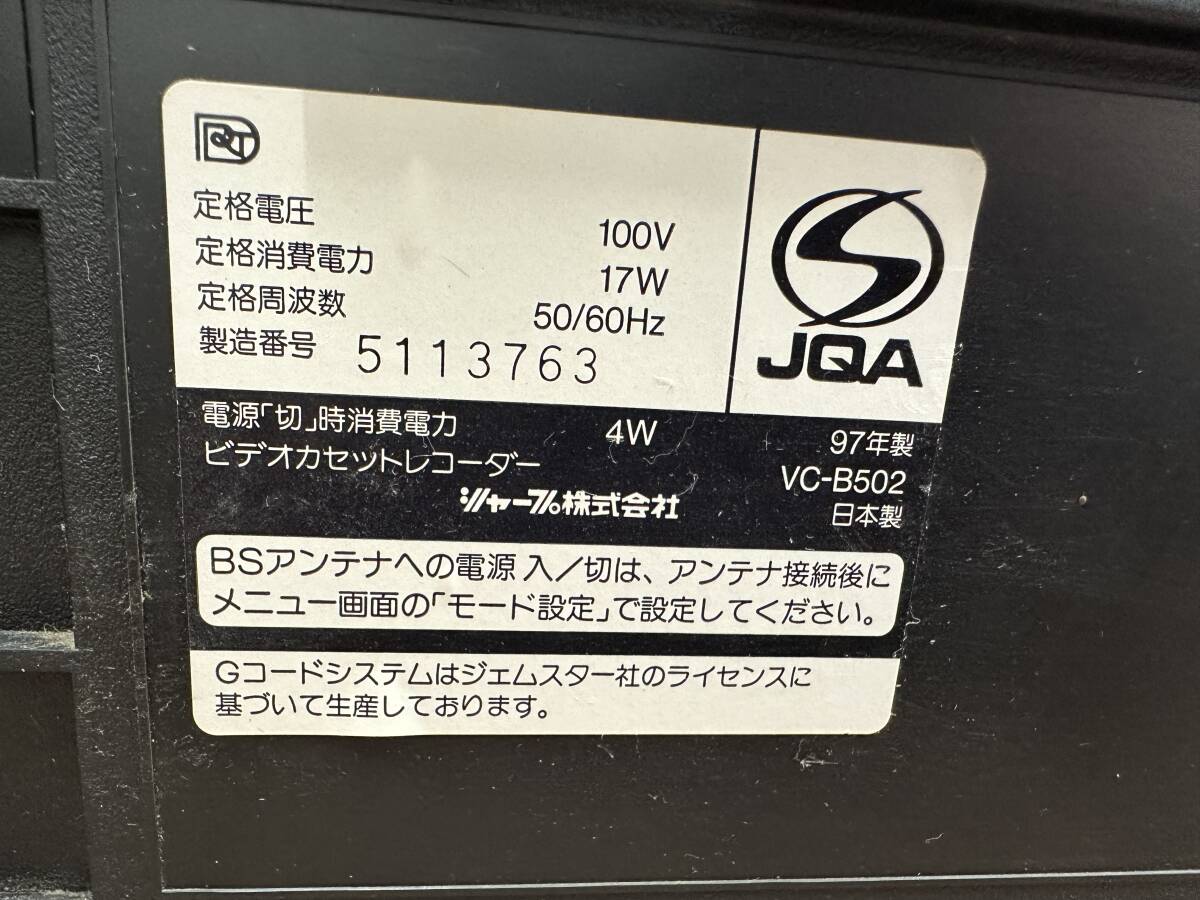 定格電圧 100V
定格消費電力 17W
定格周波数 50/60Hz
製造番号 5113763
JQA
電源「切」時消費電力 4W 97年製
ビデオカセットレコーダー VC-B502
シャープ株式会社 日本製
BSアンテナへの電源 入/切は、アンテナ接続後に
メニュー画面の「モード設定」で設定してください。
Gコードシステムはジェムスター社のライセンスに
基づいて生産しております。